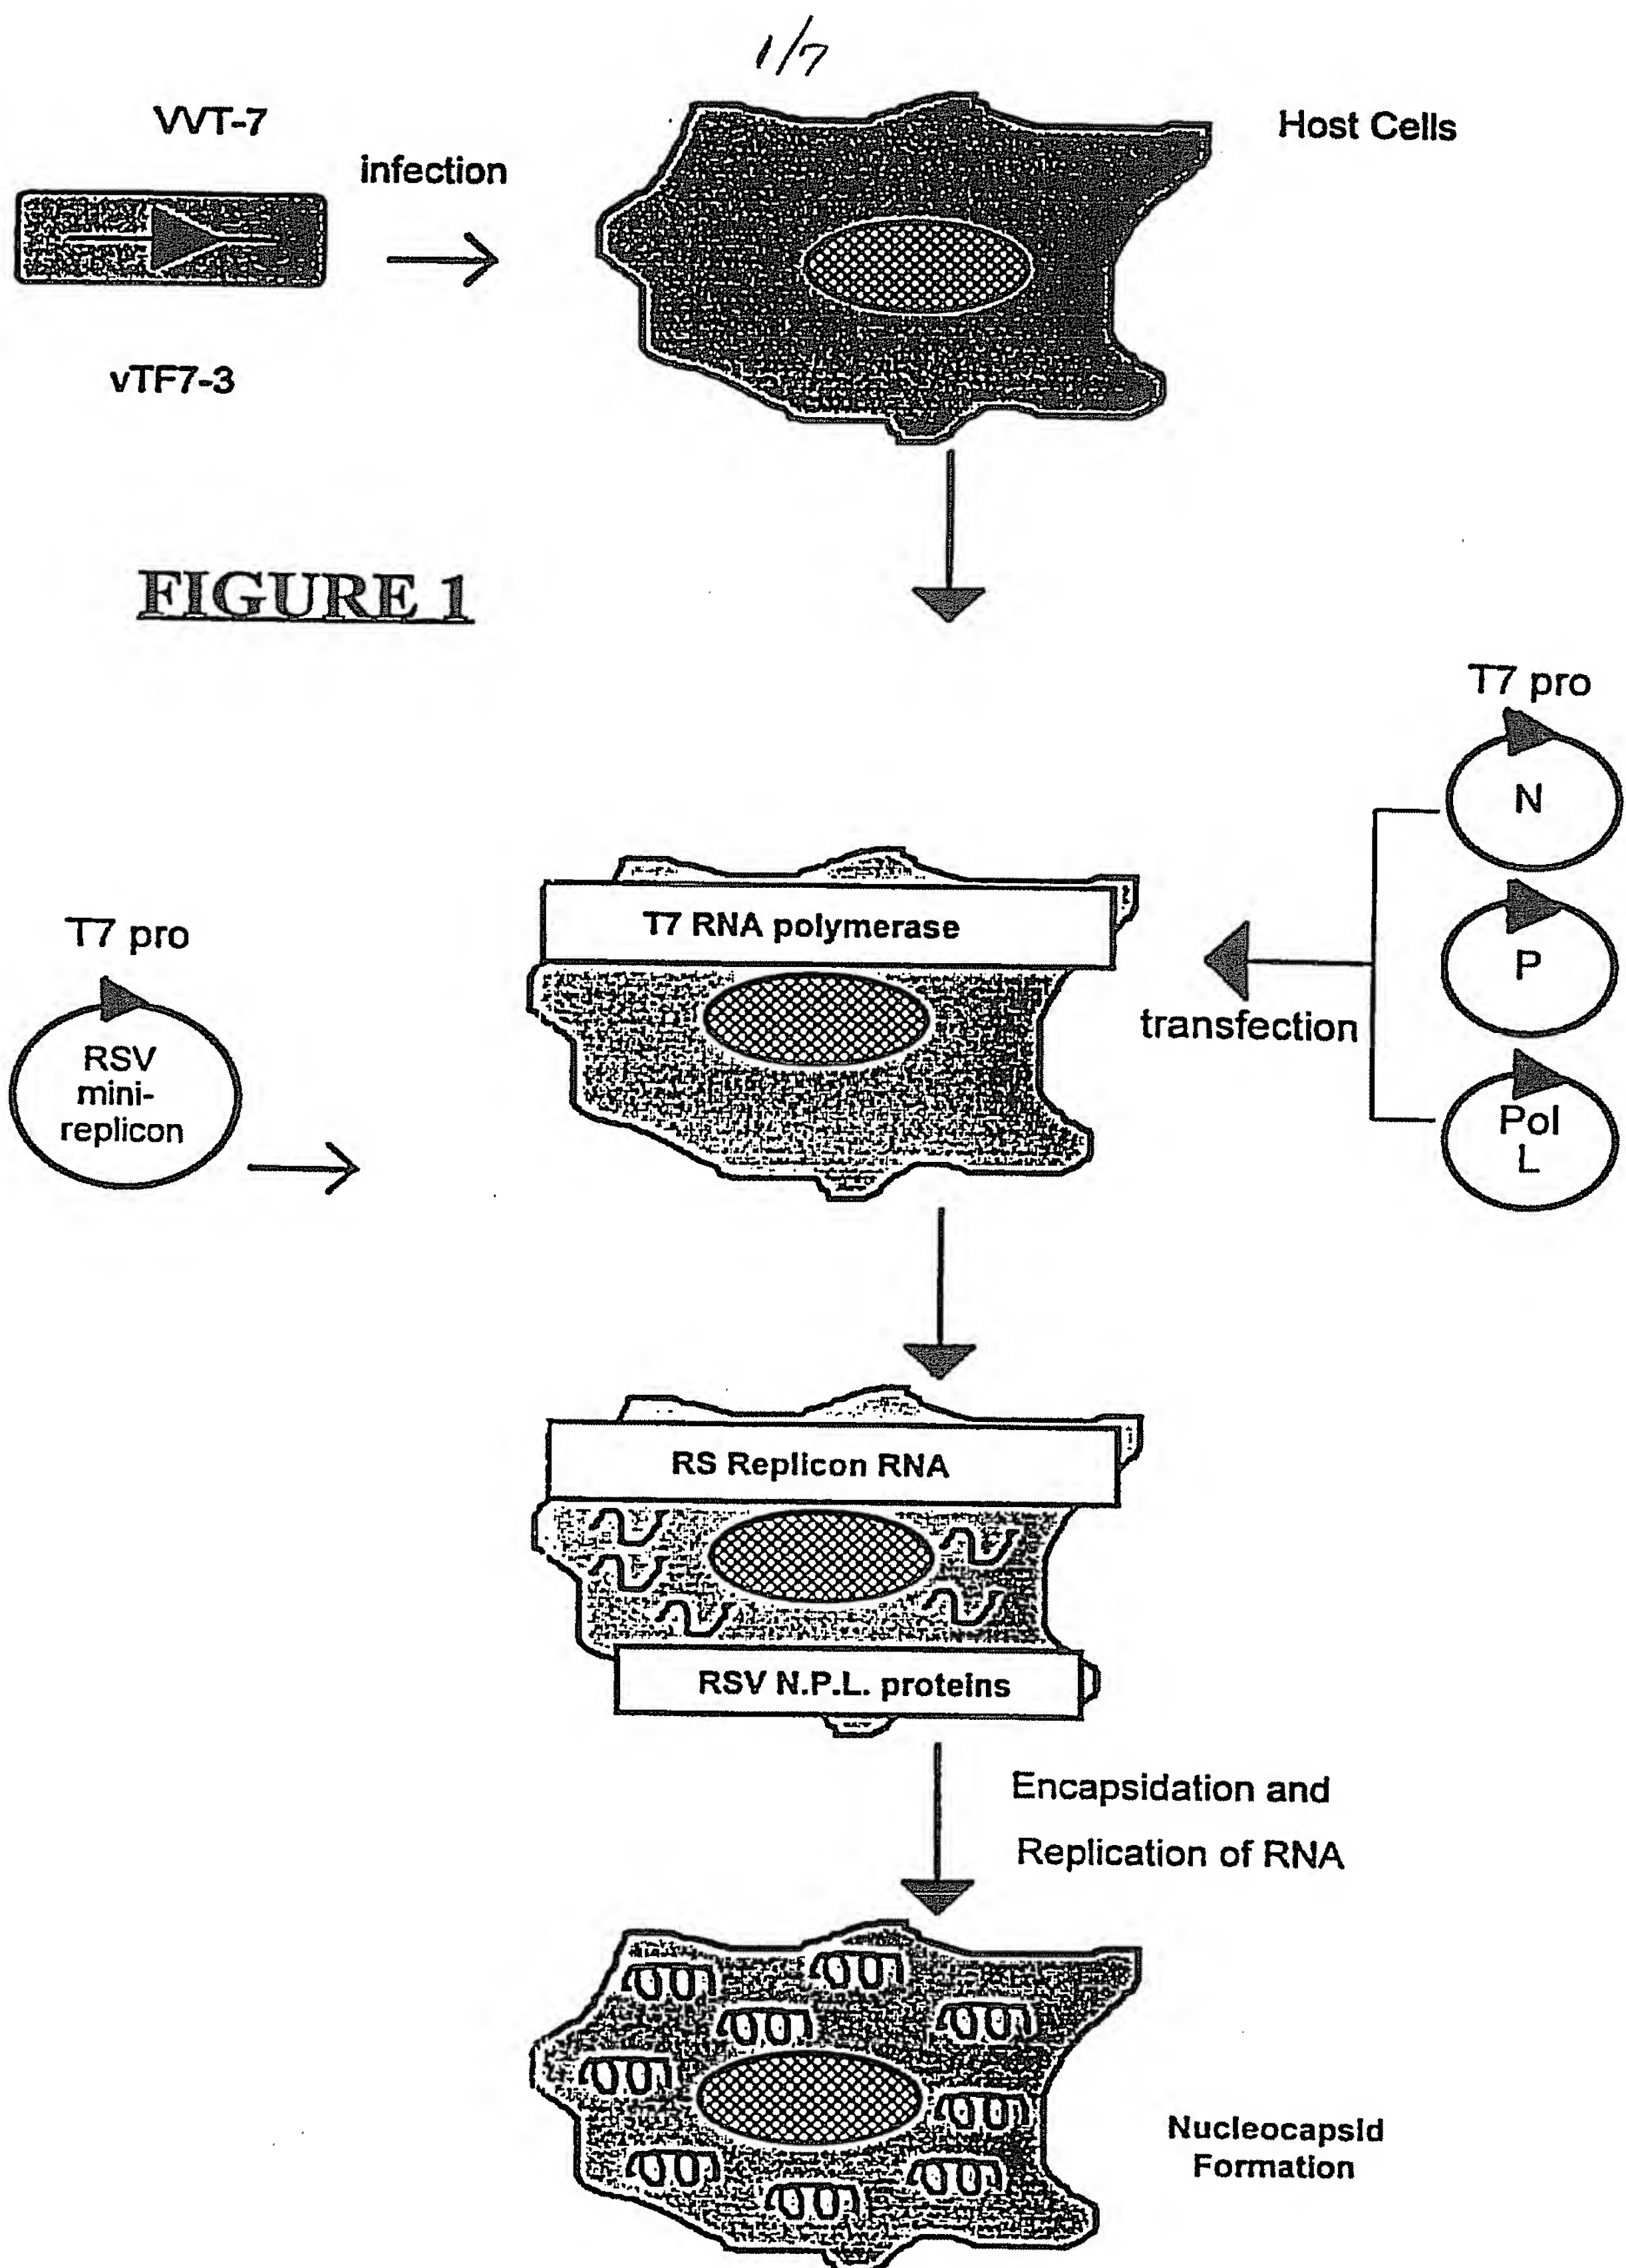 1/7
VVT-7
infection
Host Cells
vTF7-3
FIGURE 1
T7 pro
N
P
Pol
L
transfection
T7 RNA polymerase
T7 pro
RSV
mini-
replicon
RS Replicon RNA
RSV N.P.L. proteins
Encapsidation and
Replication of RNA
Nucleocapsid
Formation